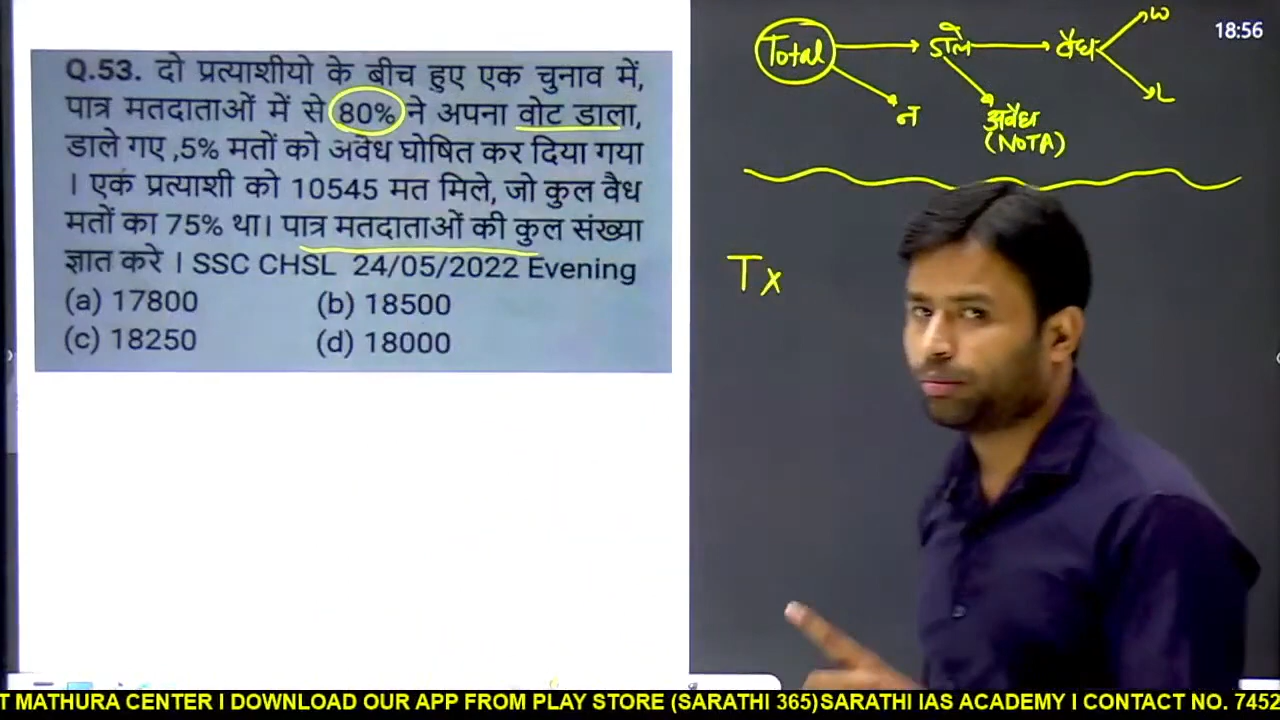 Q.53. दो प्रत्याशीयो के बीच हुए एक चुनाव में,
पात्र मतदाताओं में से 80% ने अपना वोट डाला,
डाले गए ,5% मतों को अवैध घोषित कर दिया गया
। एक प्रत्याशी को 10545 मत मिले, जो कुल वैध
मतों का 75% था। पात्र मतदाताओं की कुल संख्या
ज्ञात करे । SSC CHSL 24/05/2022 Evening
(a) 17800 (b) 18500
(c) 18250 (d) 18000
Total डाले वैध W
L
न अवैध
(NOTA)
18:56
Tx
T MATHURA CENTER I DOWNLOAD OUR APP FROM PLAY STORE (SARATHI 365)SARATHI IAS ACADEMY I CONTACT NO. 7452